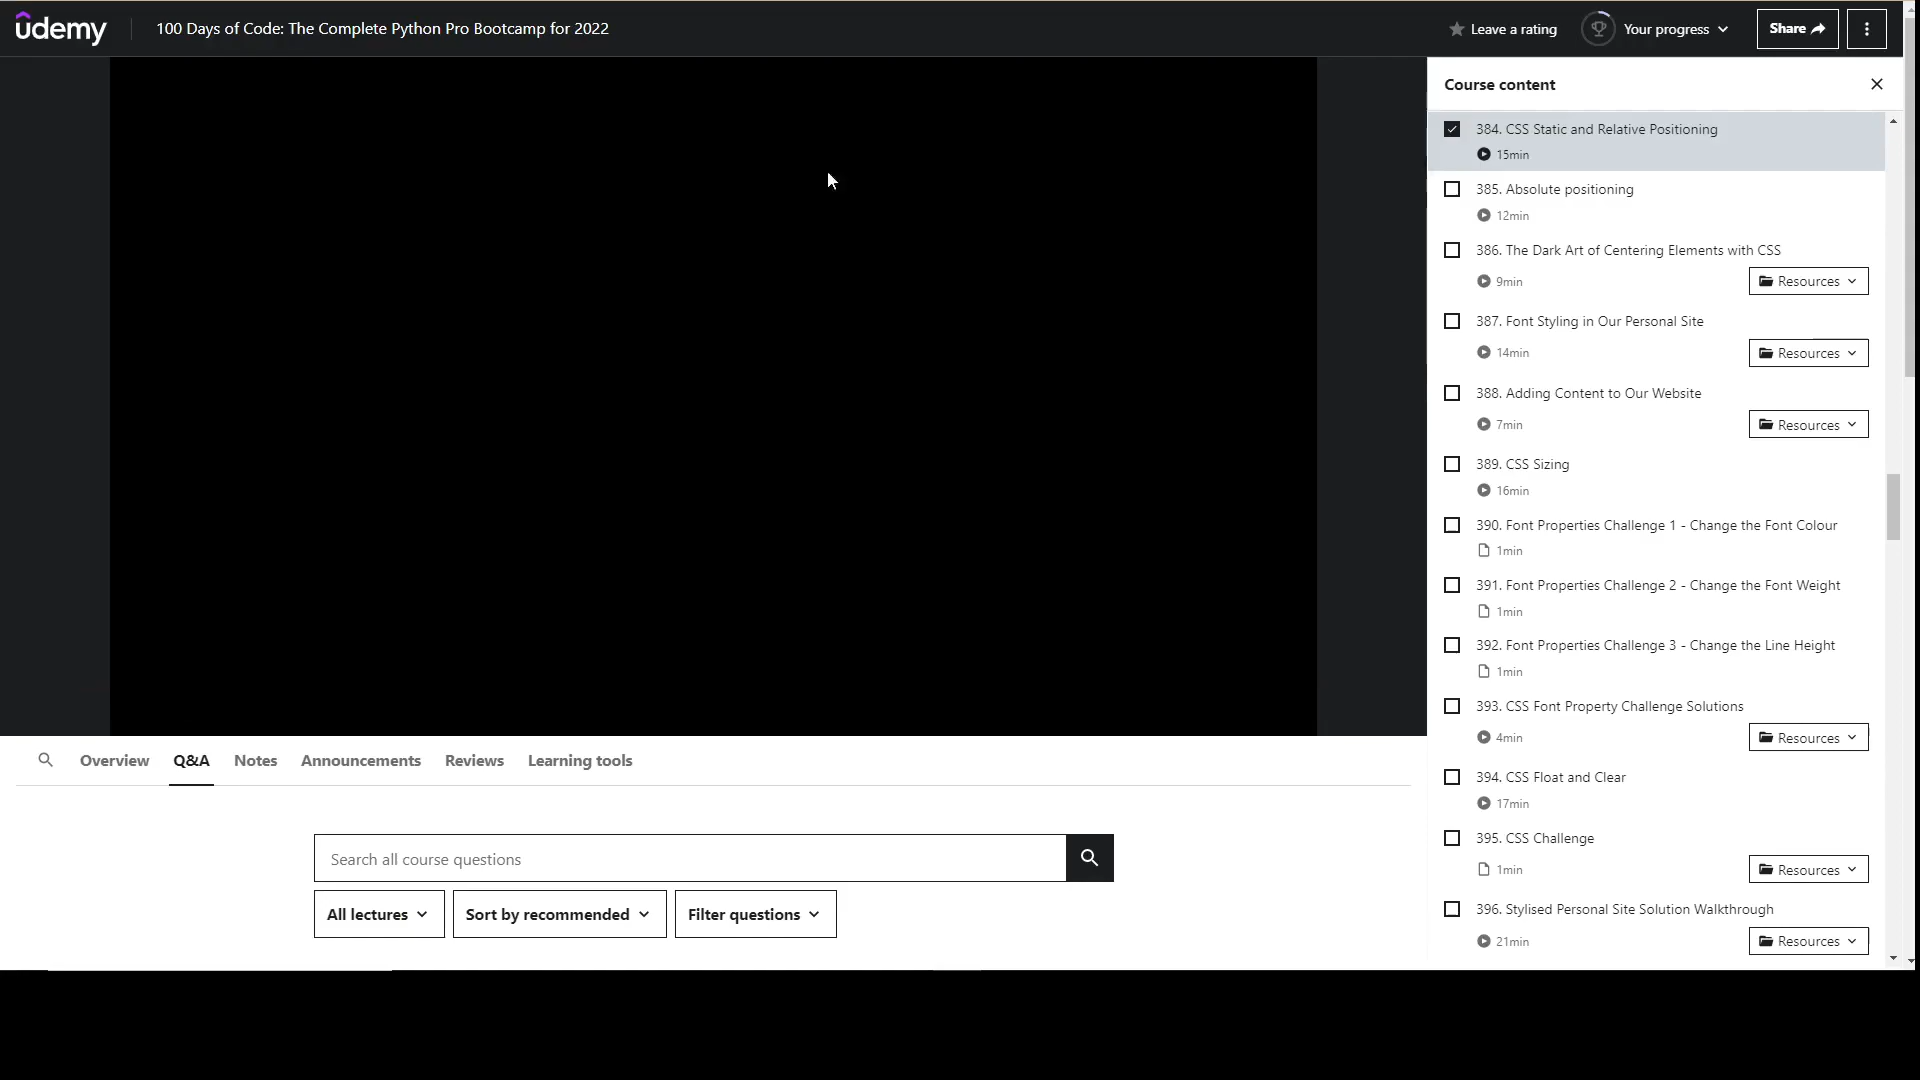 udemy
100 Days of Code: The Complete Python Pro Bootcamp for 2022
Leave a rating
Your progress
Share
Course content
384. CSS Static and Relative Positioning
15min
385. Absolute positioning
12min
386. The Dark Art of Centering Elements with CSS
9min
Resources
387. Font Styling in Our Personal Site
14min
Resources
388. Adding Content to Our Website
7min
Resources
389. CSS Sizing
16min
390. Font Properties Challenge 1 - Change the Font Colour
1min
391. Font Properties Challenge 2 - Change the Font Weight
1min
392. Font Properties Challenge 3 - Change the Line Height
1min
393. CSS Font Property Challenge Solutions
4min
Resources
394. CSS Float and Clear
17min
395. CSS Challenge
1min
Resources
396. Stylised Personal Site Solution Walkthrough
21min
Resources
Overview
Q&A
Notes
Announcements
Reviews
Learning tools
Search all course questions
All lectures
Sort by recommended
Filter questions